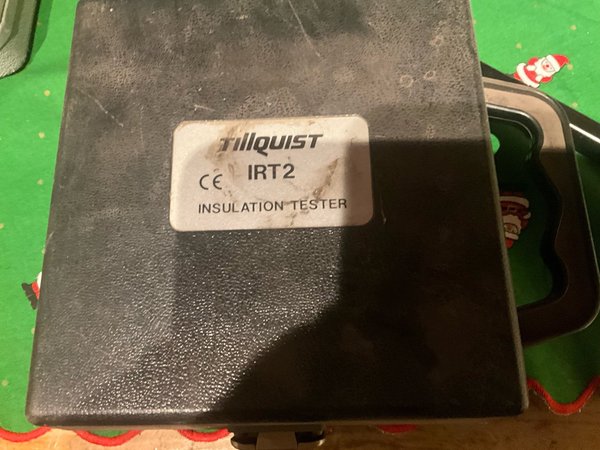 TillQUIST
CE IRT2
INSULATION TESTER